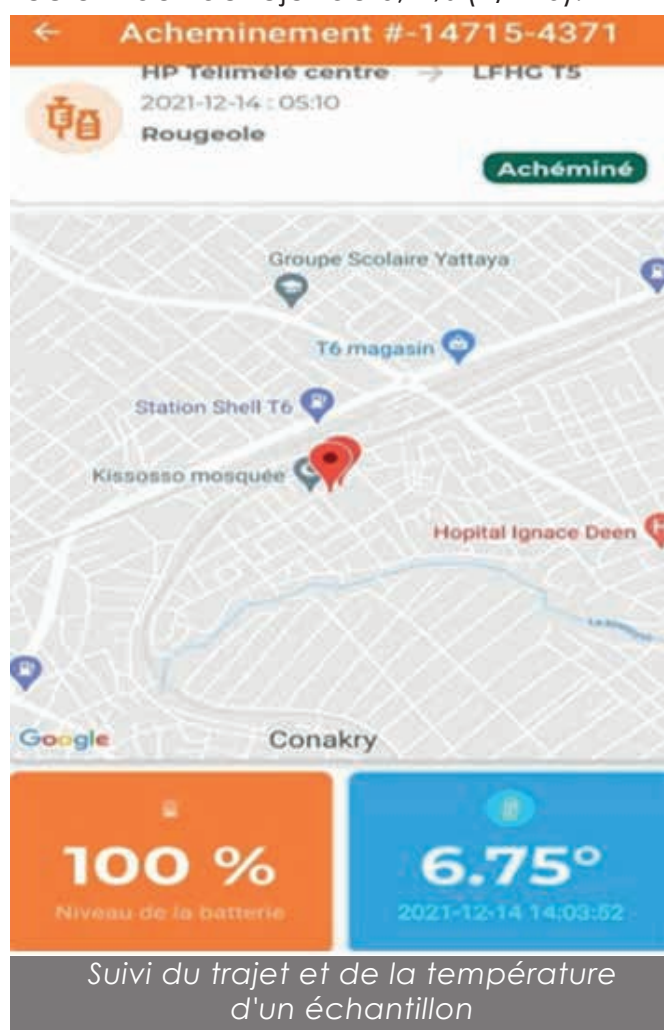 ← Acheminement #-14715-4371
HP Télimélé centre → LFHG T5
2021-12-14 : 05:10
Rougeole
Achéminé
Groupe Scolaire Yattaya
T6 magasin
Station Shell T6
Kissosso mosquée
Hopital Ignace Deen
Google
Conakry
100 %
6.75°
Niveau de la batterie
2021-12-14 14:03:52
Suivi du trajet et de la température
d'un échantillon